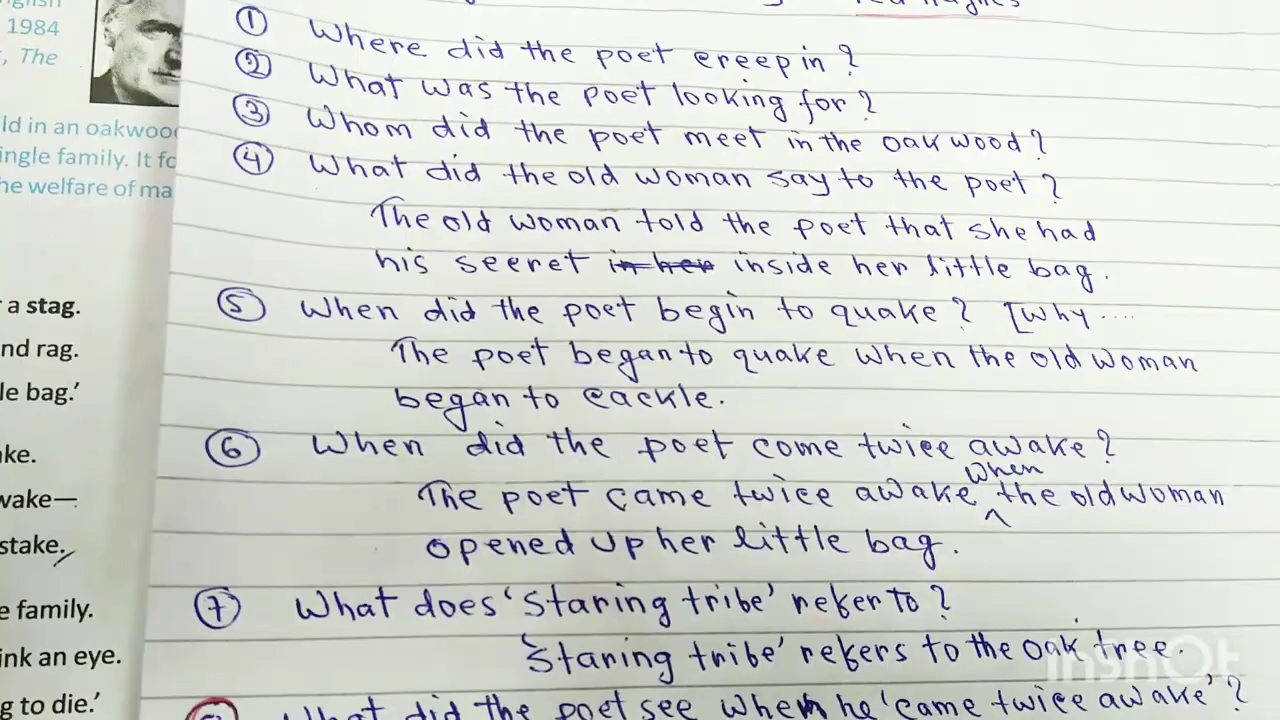 1984
, The
ld in an oakwoo
ingle family. It fo
he welfare of ma
a stag.
nd rag.
le bag.'
ke.
wake—
stake.
e family.
ink an eye.
g to die.'
① Where did the poet creep in?
② What was the poet looking for?
③ Whom did the poet meet in the oak wood?
④ What did the old woman say to the poet?
The old woman told the poet that she had
his secret in her inside her little bag.
⑤ When did the poet begin to quake? [Why ....
The poet began to quake when the old woman
began to cackle.
⑥ When did the poet come twice awake?
when
The poet came twice awake ^ the old woman
opened up her little bag.
⑦ What does 'staring tribe' refer to?
'Staring tribe' refers to the oak tree.
What did the poet see when he 'came twice awake'?
InShOt